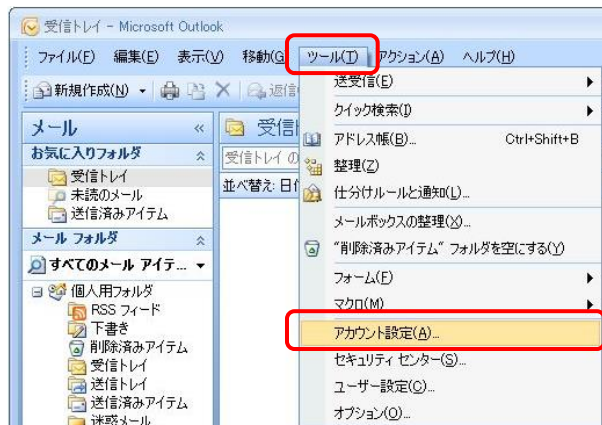 受信トレイ - Microsoft Outlook
ファイル(F) 編集(E) 表示(V) 移動(G) ツール(T) アクション(A) ヘルプ(H)
新規作成(N) 返信
メール «
お気に入りフォルダ
受信トレイ
未読のメール
送信済みアイテム
メール フォルダ
すべてのメール アイテ...
個人用フォルダ
RSS フィード
下書き
削除済みアイテム
受信トレイ
送信トレイ
送信済みアイテム
迷惑メール
受信
受信トレイ の
並べ替え: 日付
送受信(E)
クイック検索(I)
アドレス帳(B)... Ctrl+Shift+B
整理(Z)
仕分けルールと通知(L)...
メールボックスの整理(X)...
"削除済みアイテム" フォルダを空にする(Y)
フォーム(F)
マクロ(M)
アカウント設定(A)...
セキュリティ センター(S)...
ユーザー設定(C)...
オプション(O)...